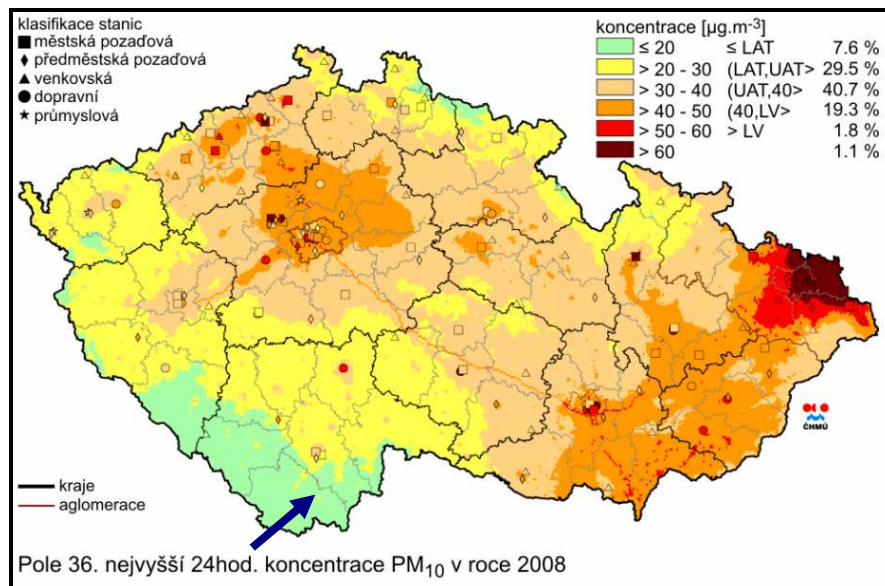 klasifikace stanic
městská pozaďová
předměstská pozaďová
venkovská
dopravní
průmyslová
koncentrace [µg.m-3]
≤ 20 ≤ LAT 7.6 %
> 20 - 30 (LAT,UAT> 29.5 %
> 30 - 40 (UAT,40> 40.7 %
> 40 - 50 (40,LV> 19.3 %
> 50 - 60 > LV 1.8 %
> 60 1.1 %
ČHMÚ
kraje
aglomerace
Pole 36. nejvyšší 24hod. koncentrace PM10 v roce 2008